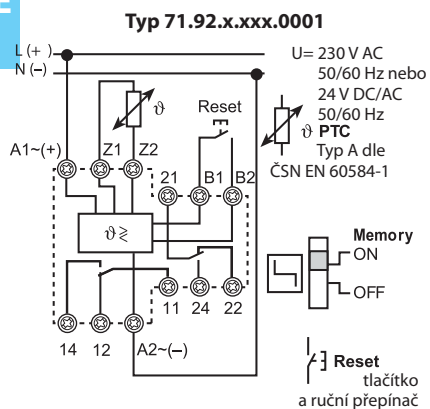 E
Typ 71.92.x.xxx.0001
L (+)
N (–)
U= 230 V AC
50/60 Hz nebo
24 V DC/AC
50/60 Hz
ϑ PTC
Typ A dle
ČSN EN 60584-1
ϑ
Reset
A1~(+) Z1 Z2
21 B1 B2
ϑ ≷
Memory
ON
OFF
11 24 22
14 12 A2~(–)
Reset
tlačítko
a ruční přepínač